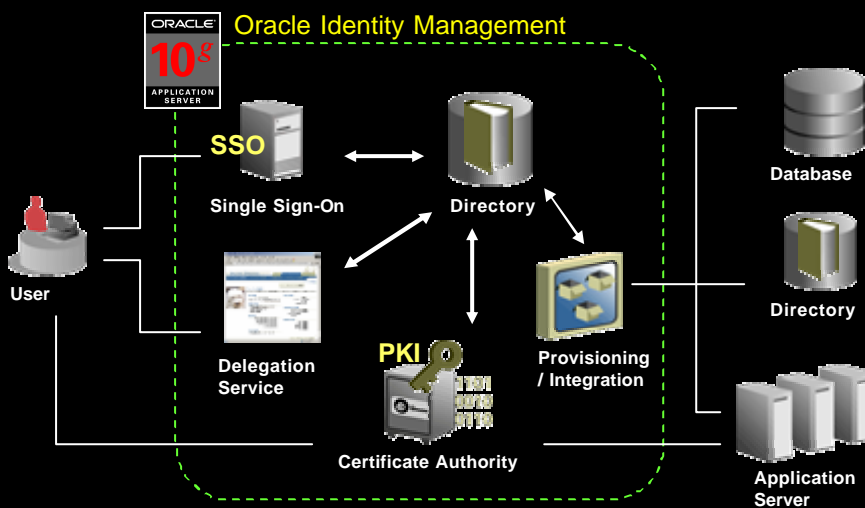 Oracle Identity Management
ORACLE
10g
APPLICATION
SERVER
SSO
Single Sign-On
Directory
Database
User
Delegation
Service
PKI
Certificate Authority
Provisioning
/ Integration
Directory
Application
Server